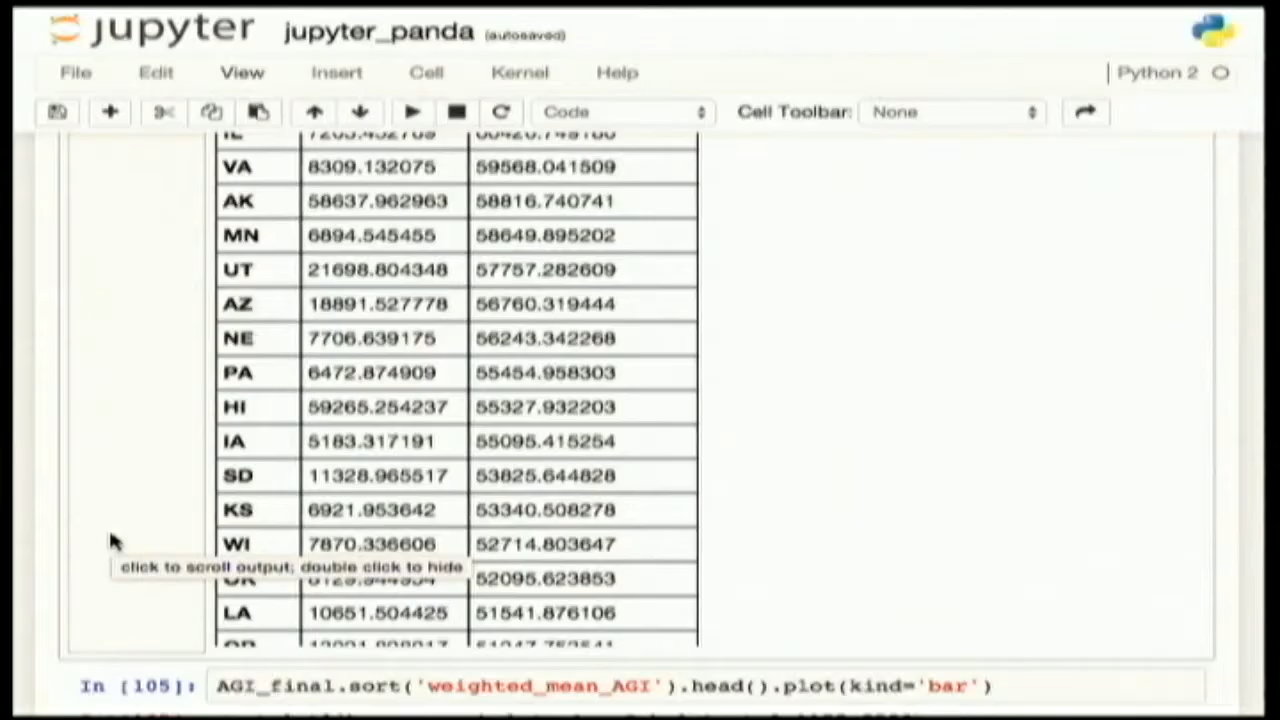 jupyter jupyter_panda (autosaved)
File Edit View Insert Cell Kernel Help Python 2
Code Cell Toolbar: None
VA 8309.132075 59568.041509
AK 58637.962963 58816.740741
MN 6894.545455 58649.895202
UT 21698.804348 57757.282609
AZ 18891.527778 56760.319444
NE 7706.639175 56243.342268
PA 6472.874909 55454.958303
HI 59265.254237 55327.932203
IA 5183.317191 55095.415254
SD 11328.965517 53825.644828
KS 6921.953642 53340.508278
WI 7870.336606 52714.803647
click to scroll output; double click to hide
52095.623853
LA 10651.504425 51541.876106
In [105]: AGI_final.sort('weighted_mean_AGI').head().plot(kind='bar')